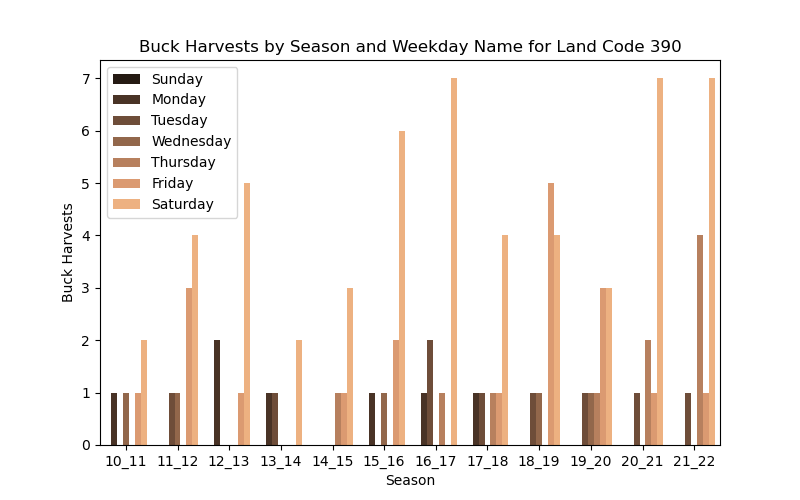 Buck Harvests by Season and Weekday Name for Land Code 390
Sunday
Monday
Tuesday
Wednesday
Thursday
Friday
Saturday
7
6
5
4
3
2
1
0
Buck Harvests
10_11 11_12 12_13 13_14 14_15 15_16 16_17 17_18 18_19 19_20 20_21 21_22
Season